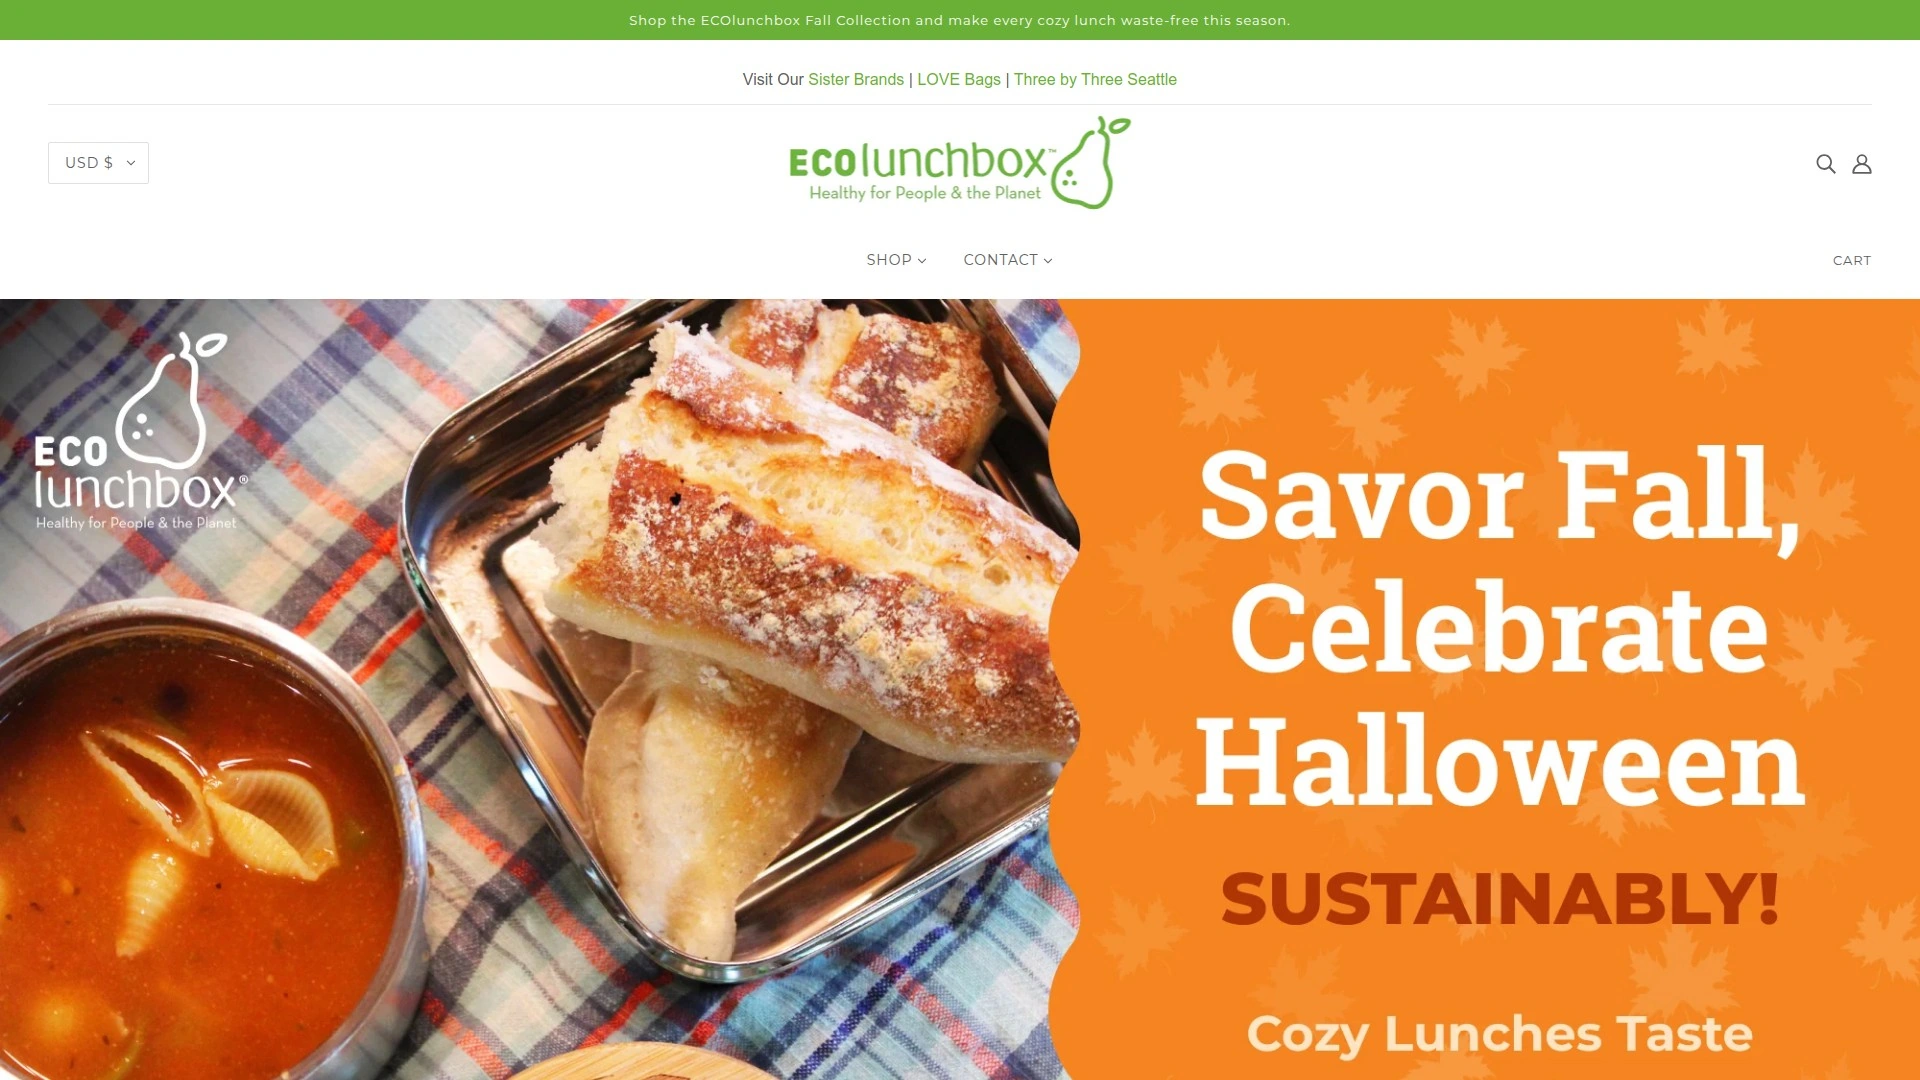 Shop the ECOlunchbox Fall Collection and make every cozy lunch waste-free this season.
Visit Our Sister Brands | LOVE Bags | Three by Three Seattle
USD $
ECOlunchbox™
Healthy for People & the Planet
SHOP
CONTACT
CART
ECO
lunchbox®
Healthy for People & the Planet
Savor Fall,
Celebrate
Halloween
SUSTAINABLY!
Cozy Lunches Taste